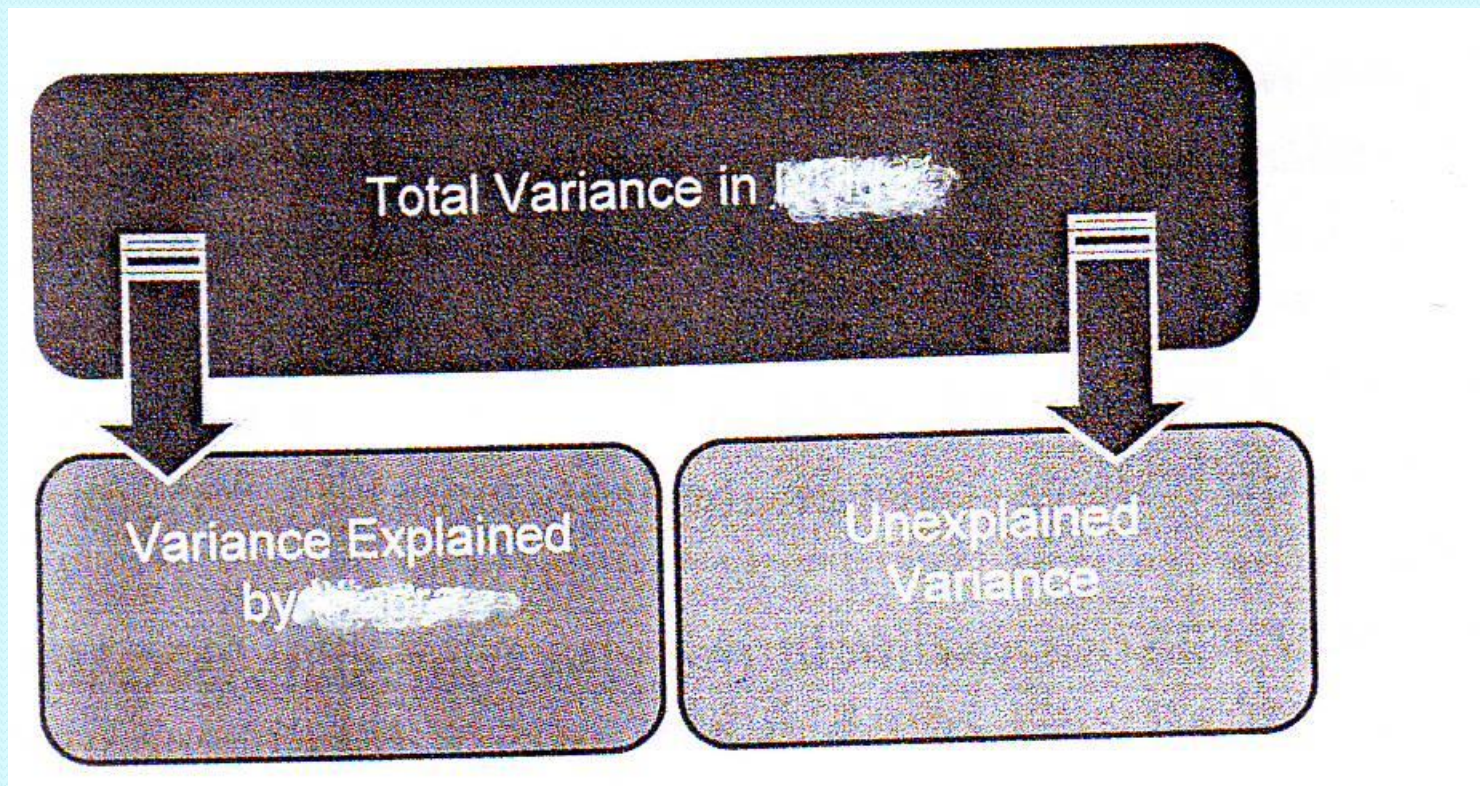 Total Variance in
Variance Explained
by
Unexplained
Variance